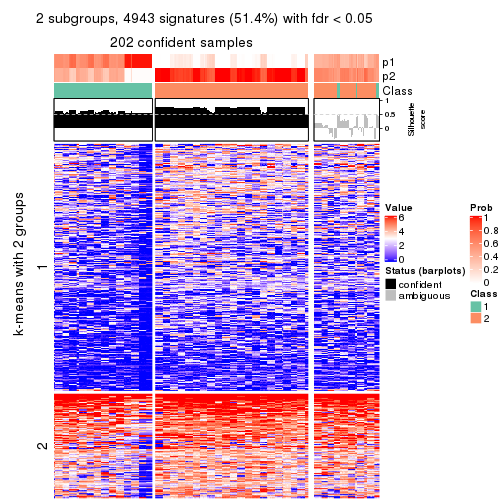 2 subgroups, 4943 signatures (51.4%) with fdr < 0.05
202 confident samples
p1
p2
Class
1
0.5
0
Silhouette
score
k-means with 2 groups
1
2
Value
6
4
2
0
Status (barplots)
confident
ambiguous
Prob
1
0.8
0.6
0.4
0.2
0
Class
1
2